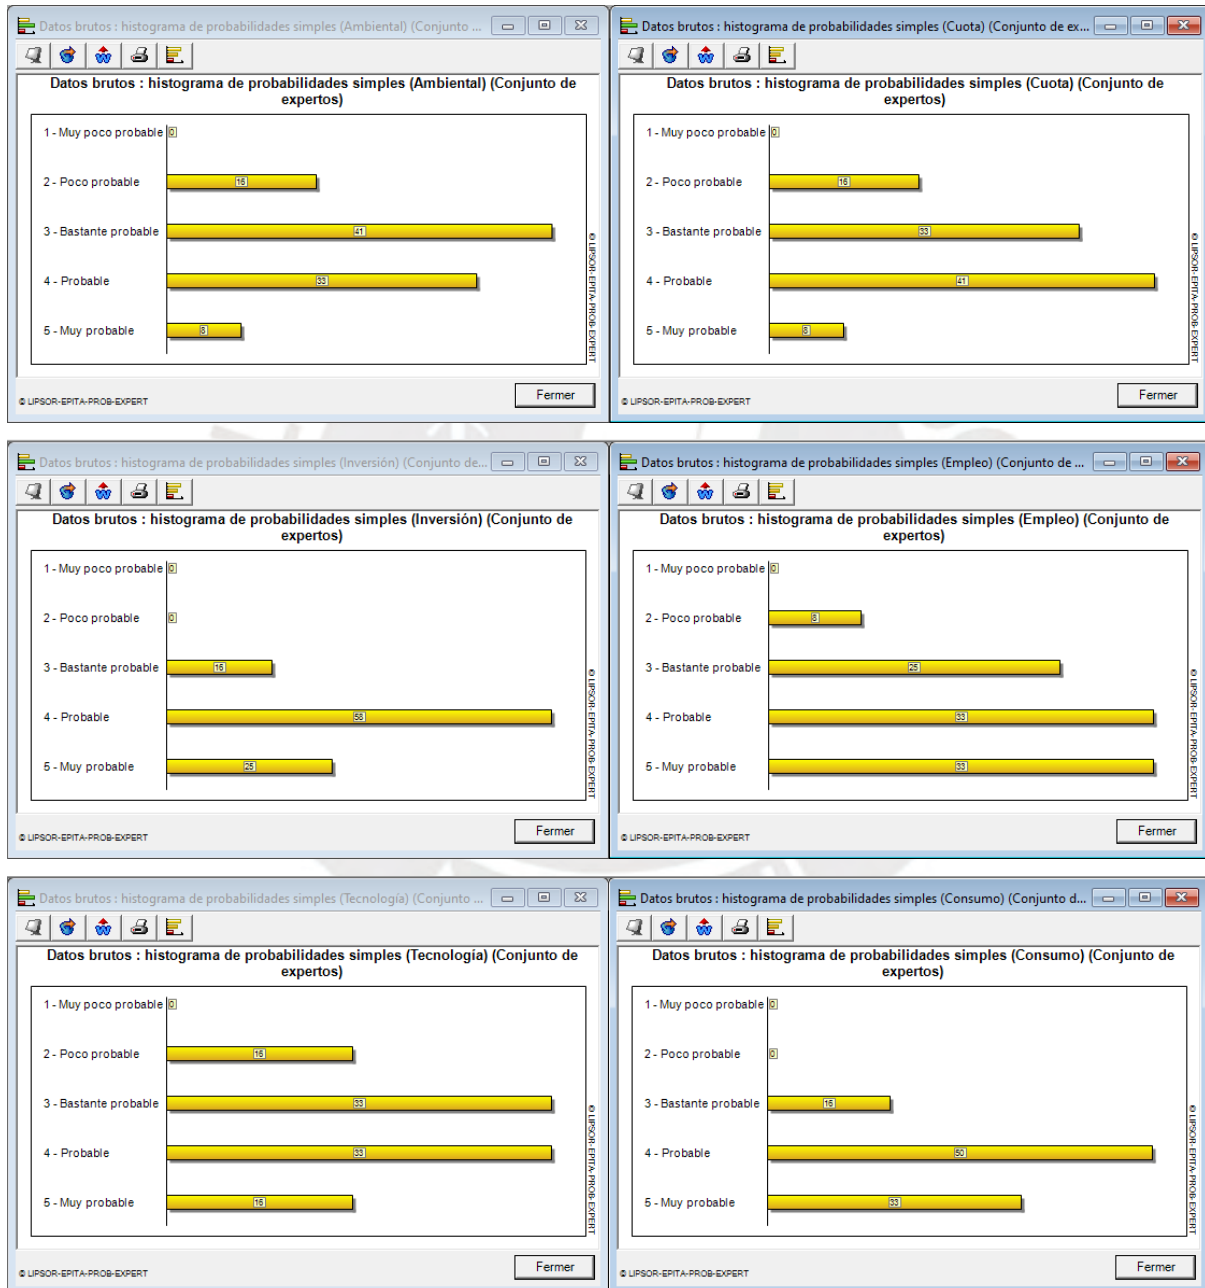 Datos brutos : histograma de probabilidades simples (Ambiental) (Conjunto ...
Datos brutos : histograma de probabilidades simples (Ambiental) (Conjunto de
expertos)
1 - Muy poco probable 0
2 - Poco probable 16
3 - Bastante probable 41
4 - Probable 33
5 - Muy probable 8
© LIPSOR-EPITA-PROB-EXPERT
© LIPSOR-EPITA-PROB-EXPERT
Fermer
Datos brutos : histograma de probabilidades simples (Cuota) (Conjunto de ex...
Datos brutos : histograma de probabilidades simples (Cuota) (Conjunto de
expertos)
1 - Muy poco probable 0
2 - Poco probable 16
3 - Bastante probable 33
4 - Probable 41
5 - Muy probable 8
© LIPSOR-EPITA-PROB-EXPERT
© LIPSOR-EPITA-PROB-EXPERT
Fermer
Datos brutos : histograma de probabilidades simples (Inversión) (Conjunto de...
Datos brutos : histograma de probabilidades simples (Inversión) (Conjunto de
expertos)
1 - Muy poco probable 0
2 - Poco probable 0
3 - Bastante probable 16
4 - Probable 58
5 - Muy probable 25
© LIPSOR-EPITA-PROB-EXPERT
© LIPSOR-EPITA-PROB-EXPERT
Fermer
Datos brutos : histograma de probabilidades simples (Empleo) (Conjunto de ...
Datos brutos : histograma de probabilidades simples (Empleo) (Conjunto de
expertos)
1 - Muy poco probable 0
2 - Poco probable 8
3 - Bastante probable 25
4 - Probable 33
5 - Muy probable 33
© LIPSOR-EPITA-PROB-EXPERT
© LIPSOR-EPITA-PROB-EXPERT
Fermer
Datos brutos : histograma de probabilidades simples (Tecnología) (Conjunto ...
Datos brutos : histograma de probabilidades simples (Tecnología) (Conjunto de
expertos)
1 - Muy poco probable 0
2 - Poco probable 16
3 - Bastante probable 33
4 - Probable 33
5 - Muy probable 16
© LIPSOR-EPITA-PROB-EXPERT
© LIPSOR-EPITA-PROB-EXPERT
Fermer
Datos brutos : histograma de probabilidades simples (Consumo) (Conjunto d...
Datos brutos : histograma de probabilidades simples (Consumo) (Conjunto de
expertos)
1 - Muy poco probable 0
2 - Poco probable 0
3 - Bastante probable 16
4 - Probable 50
5 - Muy probable 33
© LIPSOR-EPITA-PROB-EXPERT
© LIPSOR-EPITA-PROB-EXPERT
Fermer